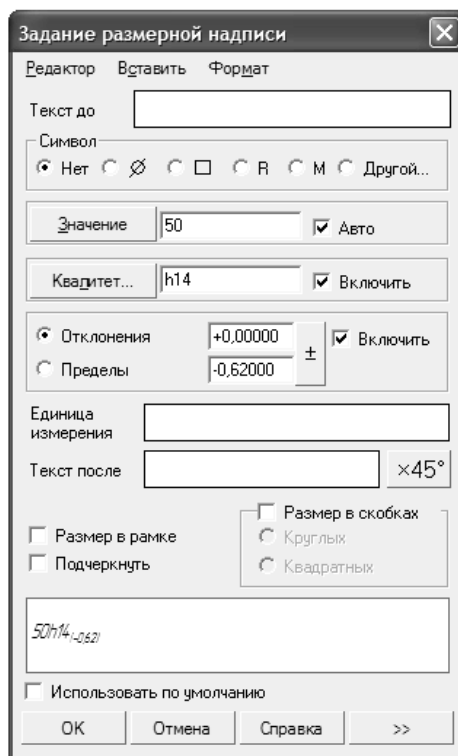 Задание размерной надписи
Редактор Вставить Формат
Текст до
Символ
Нет Ø □ R M Другой...
Значение 50 Авто
Квалитет... h14 Включить
Отклонения +0,00000 ± Включить
Пределы -0,62000
Единица
измерения
Текст после ×45°
Размер в скобках
Размер в рамке Круглых
Подчеркнуть Квадратных
50h14(-0,62)
Использовать по умолчанию
OK Отмена Справка >>